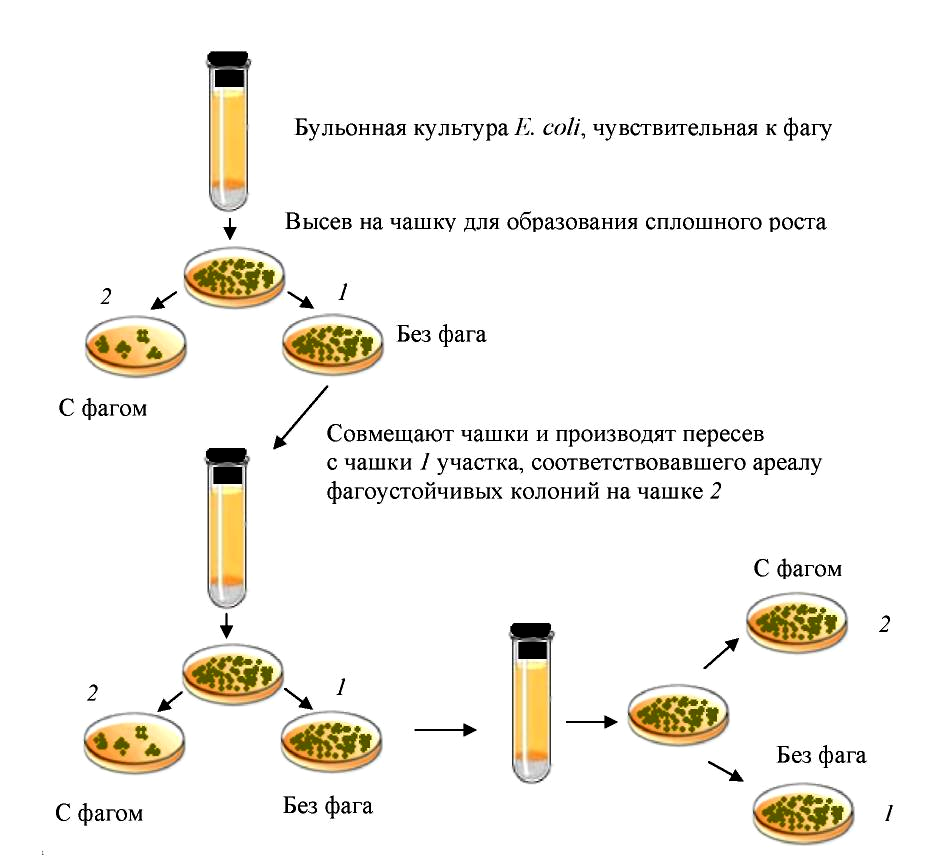 Бульонная культура E. coli, чувствительная к фагу
Высев на чашку для образования сплошного роста
2
1
Без фага
С фагом
Совмещают чашки и производят пересев
с чашки 1 участка, соответствовавшего ареалу
фагоустойчивых колоний на чашке 2
С фагом
2
2
1
Без фага
1
С фагом
Без фага